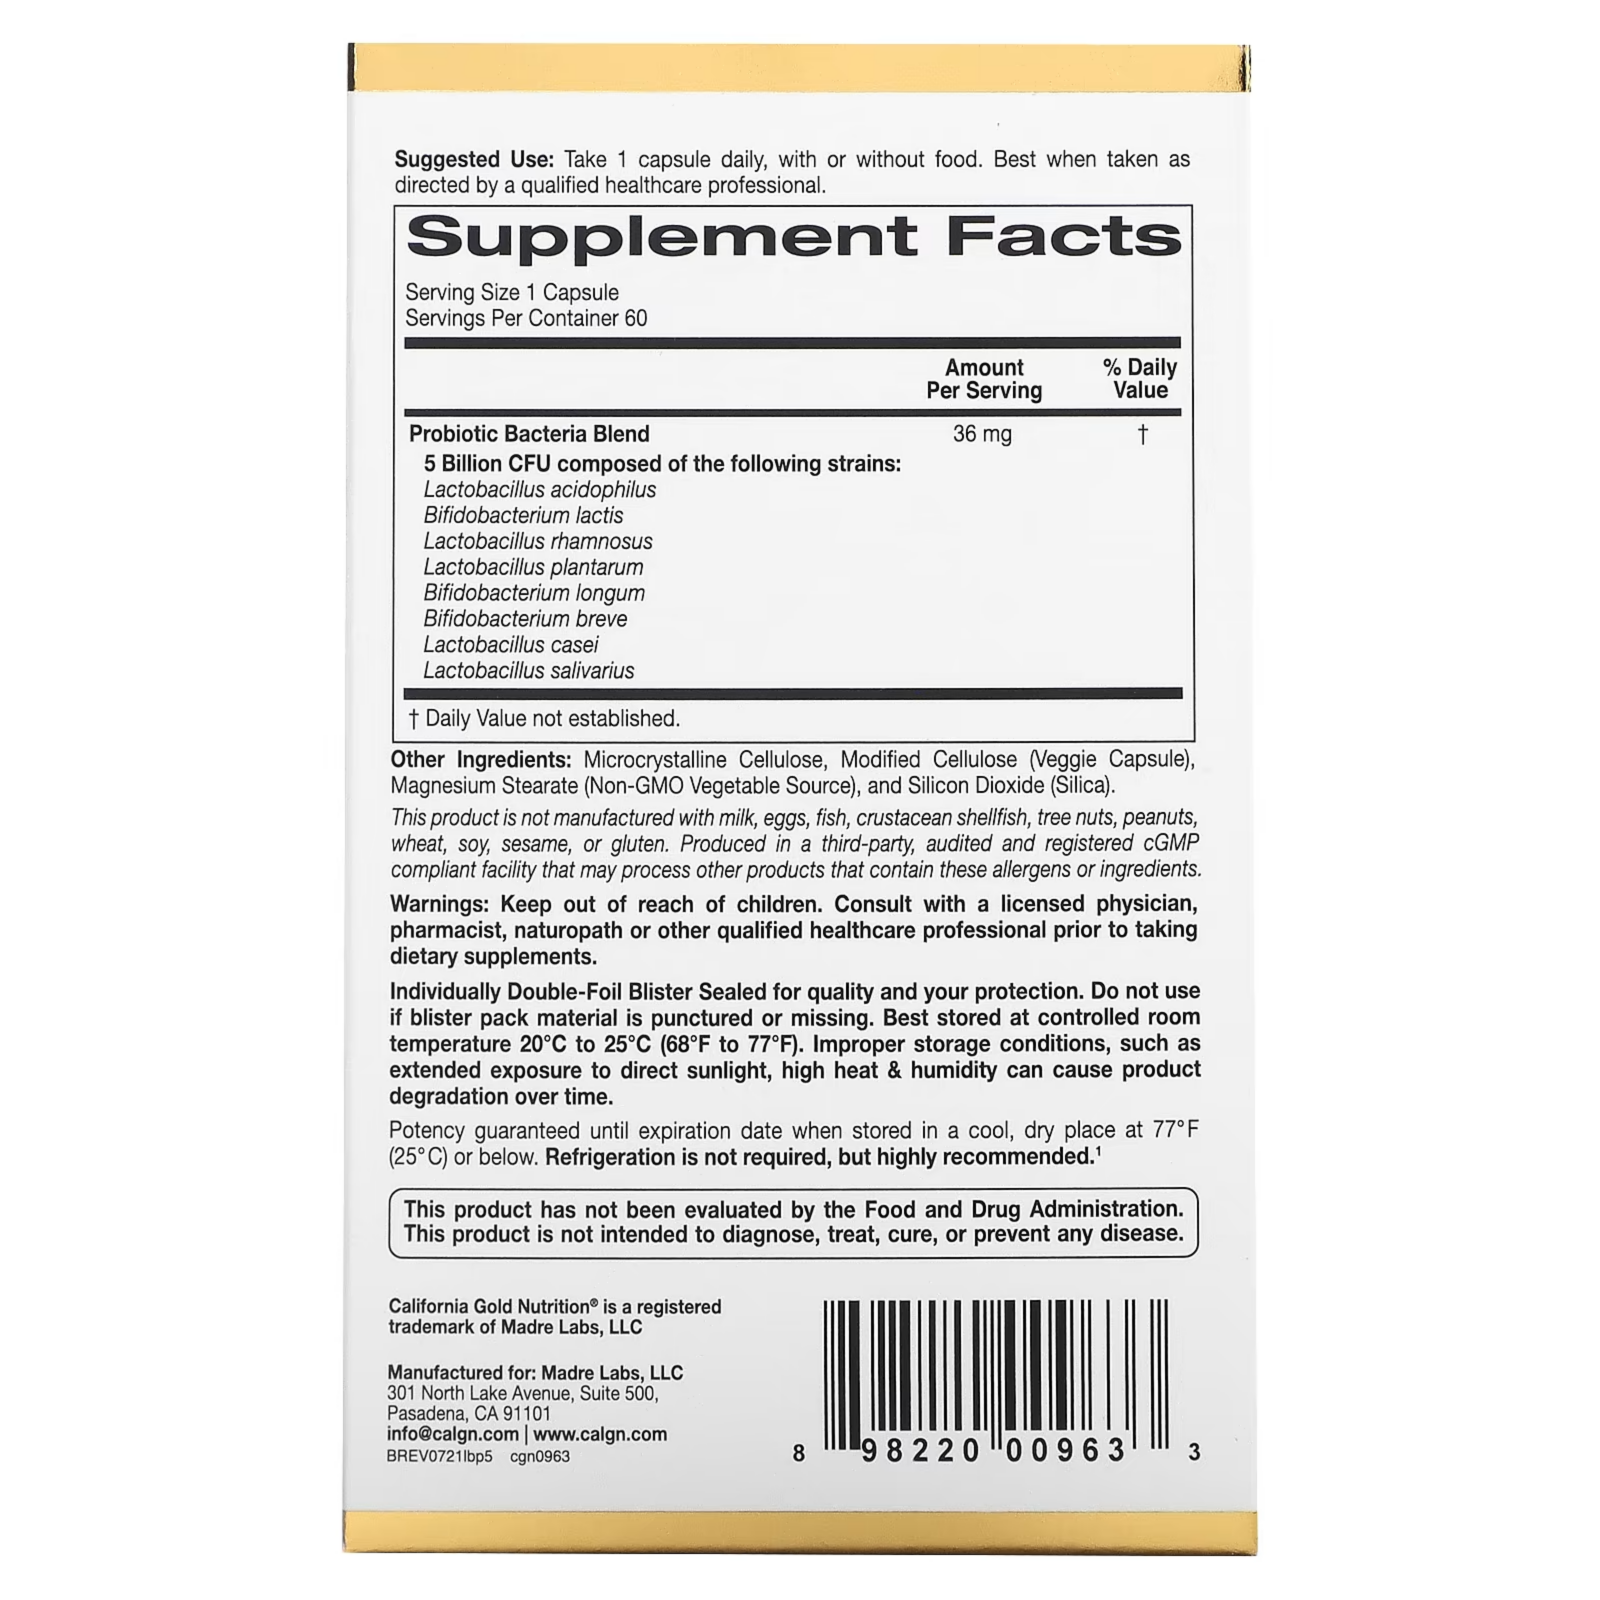 Suggested Use: Take 1 capsule daily, with or without food. Best when taken as
directed by a qualified healthcare professional.
Supplement Facts
Serving Size 1 Capsule
Servings Per Container 60
Amount Per Serving
% Daily Value
Probiotic Bacteria Blend 36 mg †
5 Billion CFU composed of the following strains:
Lactobacillus acidophilus
Bifidobacterium lactis
Lactobacillus rhamnosus
Lactobacillus plantarum
Bifidobacterium longum
Bifidobacterium breve
Lactobacillus casei
Lactobacillus salivarius
† Daily Value not established.
Other Ingredients: Microcrystalline Cellulose, Modified Cellulose (Veggie Capsule),
Magnesium Stearate (Non-GMO Vegetable Source), and Silicon Dioxide (Silica).
This product is not manufactured with milk, eggs, fish, crustacean shellfish, tree nuts, peanuts,
wheat, soy, sesame, or gluten. Produced in a third-party, audited and registered cGMP
compliant facility that may process other products that contain these allergens or ingredients.
Warnings: Keep out of reach of children. Consult with a licensed physician,
pharmacist, naturopath or other qualified healthcare professional prior to taking
dietary supplements.
Individually Double-Foil Blister Sealed for quality and your protection. Do not use
if blister pack material is punctured or missing. Best stored at controlled room
temperature 20°C to 25°C (68°F to 77°F). Improper storage conditions, such as
extended exposure to direct sunlight, high heat & humidity can cause product
degradation over time.
Potency guaranteed until expiration date when stored in a cool, dry place at 77°F
(25°C) or below. Refrigeration is not required, but highly recommended.¹
This product has not been evaluated by the Food and Drug Administration.
This product is not intended to diagnose, treat, cure, or prevent any disease.
California Gold Nutrition® is a registered
trademark of Madre Labs, LLC
Manufactured for: Madre Labs, LLC
301 North Lake Avenue, Suite 500,
Pasadena, CA 91101
info@calgn.com | www.calgn.com
BREV0721lbp5 cgn0963
8 98220 00963 3